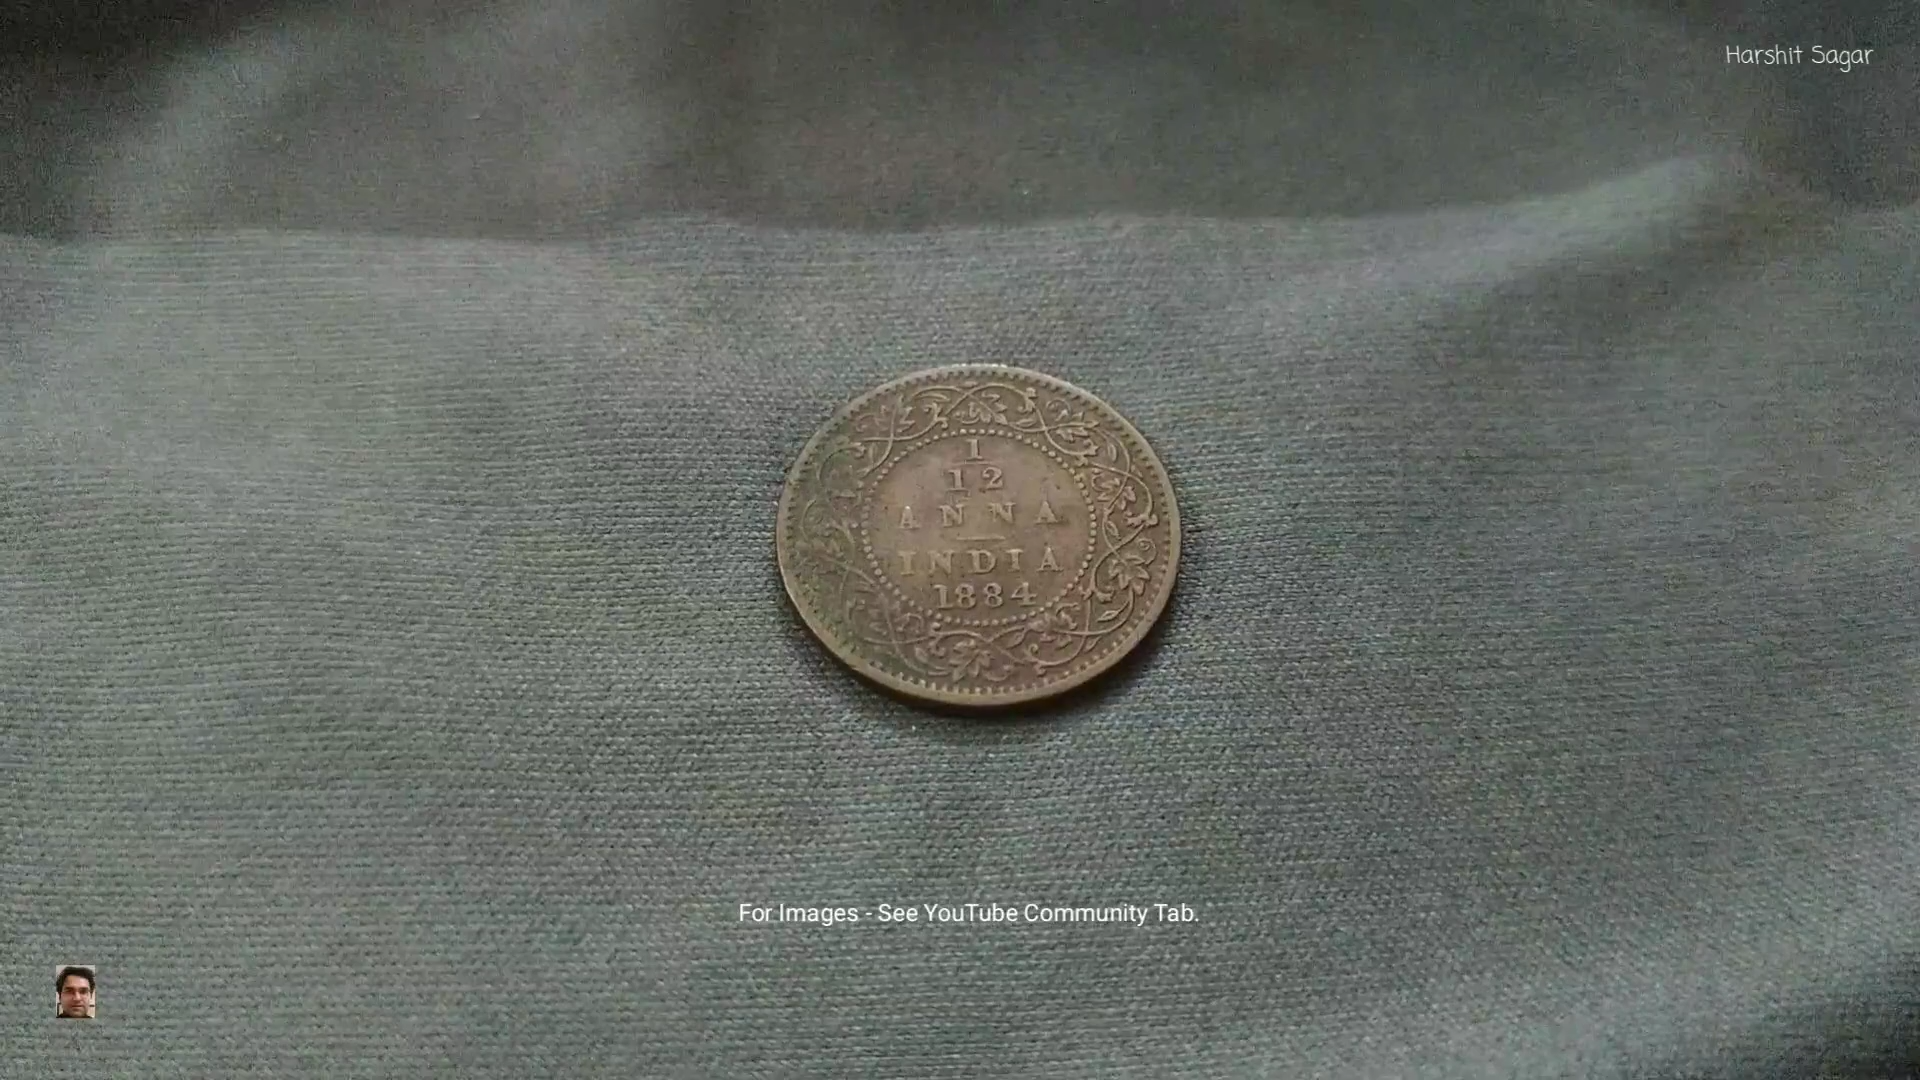 Harshit Sagar
1
12
ANNA
INDIA
1884
For Images - See YouTube Community Tab.